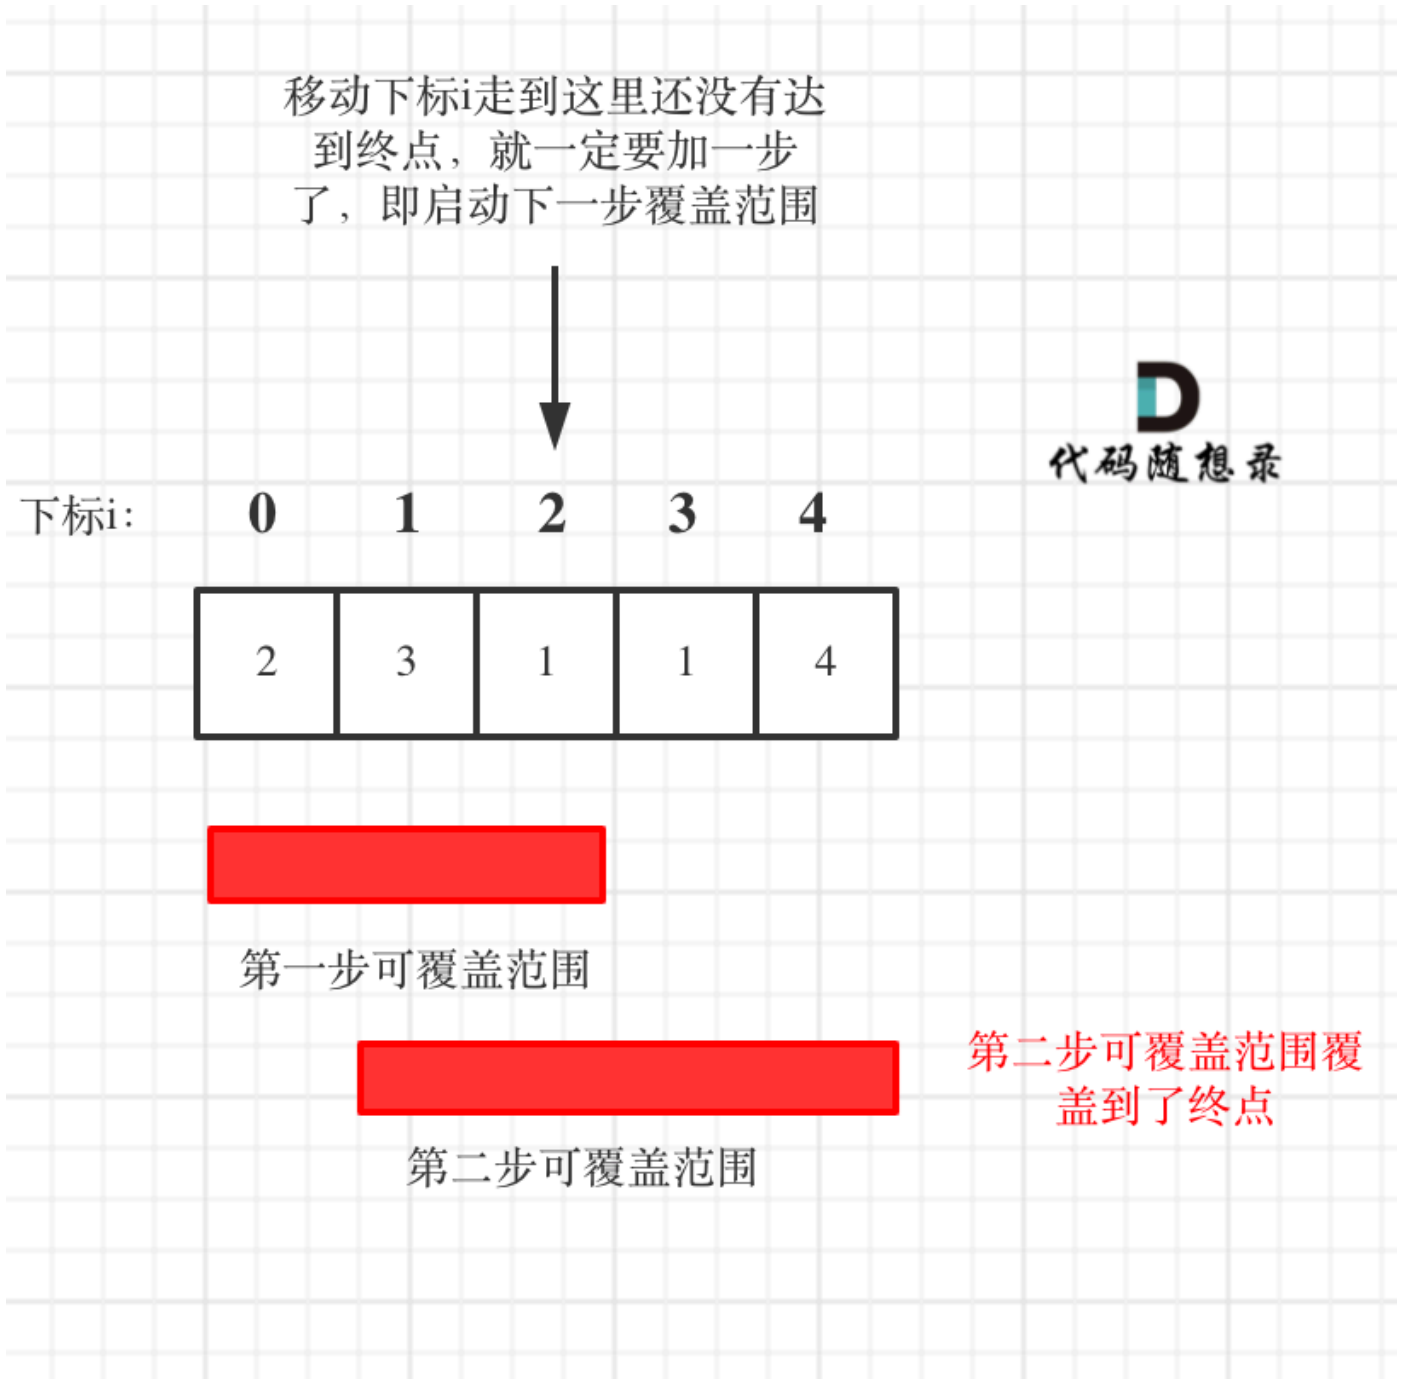 移动下标i走到这里还没有达
到终点，就一定要加一步
了，即启动下一步覆盖范围
代码随想录
下标i： 0 1 2 3 4
2 3 1 1 4
第一步可覆盖范围
第二步可覆盖范围覆
盖到了终点
第二步可覆盖范围